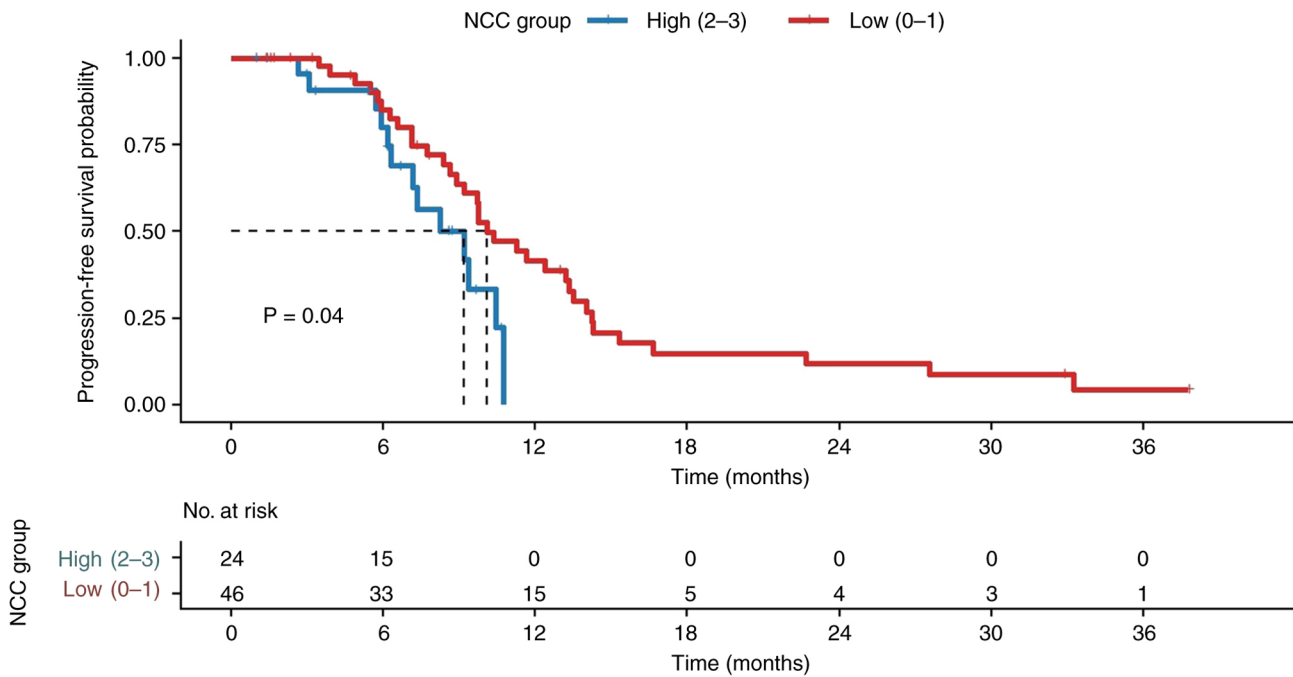 NCC group High (2–3) Low (0–1)
Progression-free survival probability
1.00
0.75
0.50
0.25
0.00
P = 0.04
0 6 12 18 24 30 36
Time (months)
No. at risk
NCC group
High (2–3) 24 15 0 0 0 0 0
Low (0–1) 46 33 15 5 4 3 1
0 6 12 18 24 30 36
Time (months)